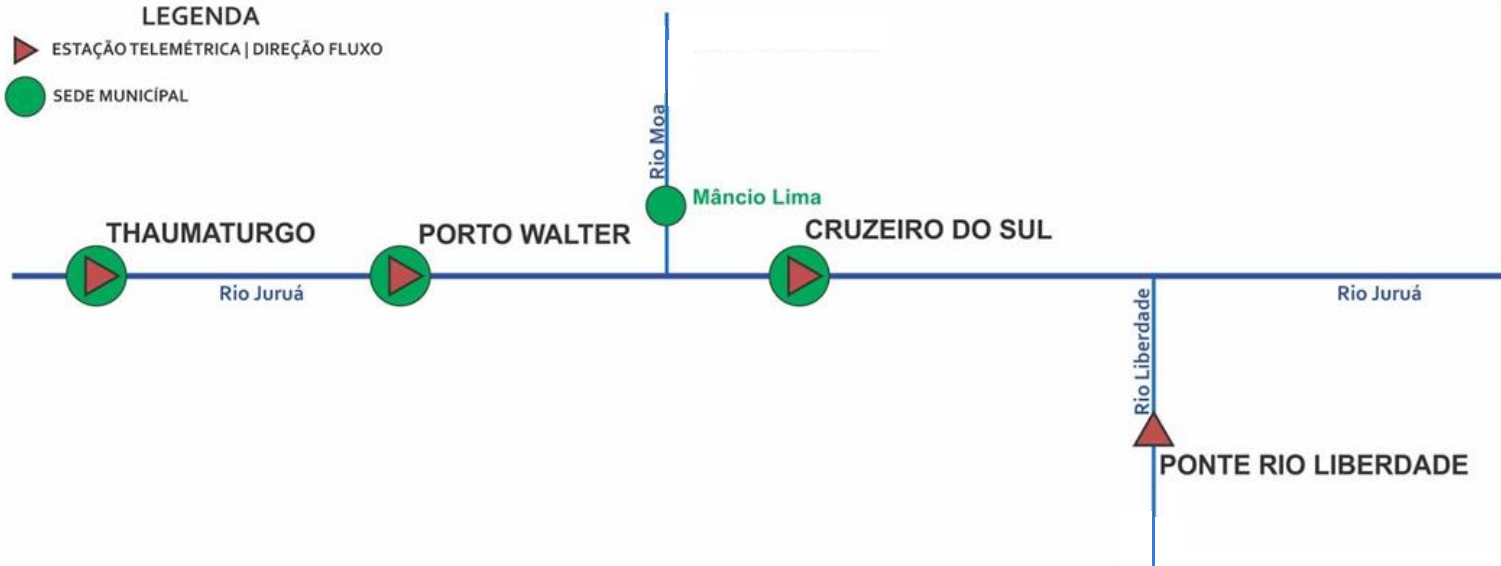 LEGENDA
ESTAÇÃO TELEMÉTRICA | DIREÇÃO FLUXO
SEDE MUNICÍPAL
Rio Moa
Mâncio Lima
THAUMATURGO
PORTO WALTER
CRUZEIRO DO SUL
Rio Juruá
Rio Liberdade
Rio Juruá
PONTE RIO LIBERDADE